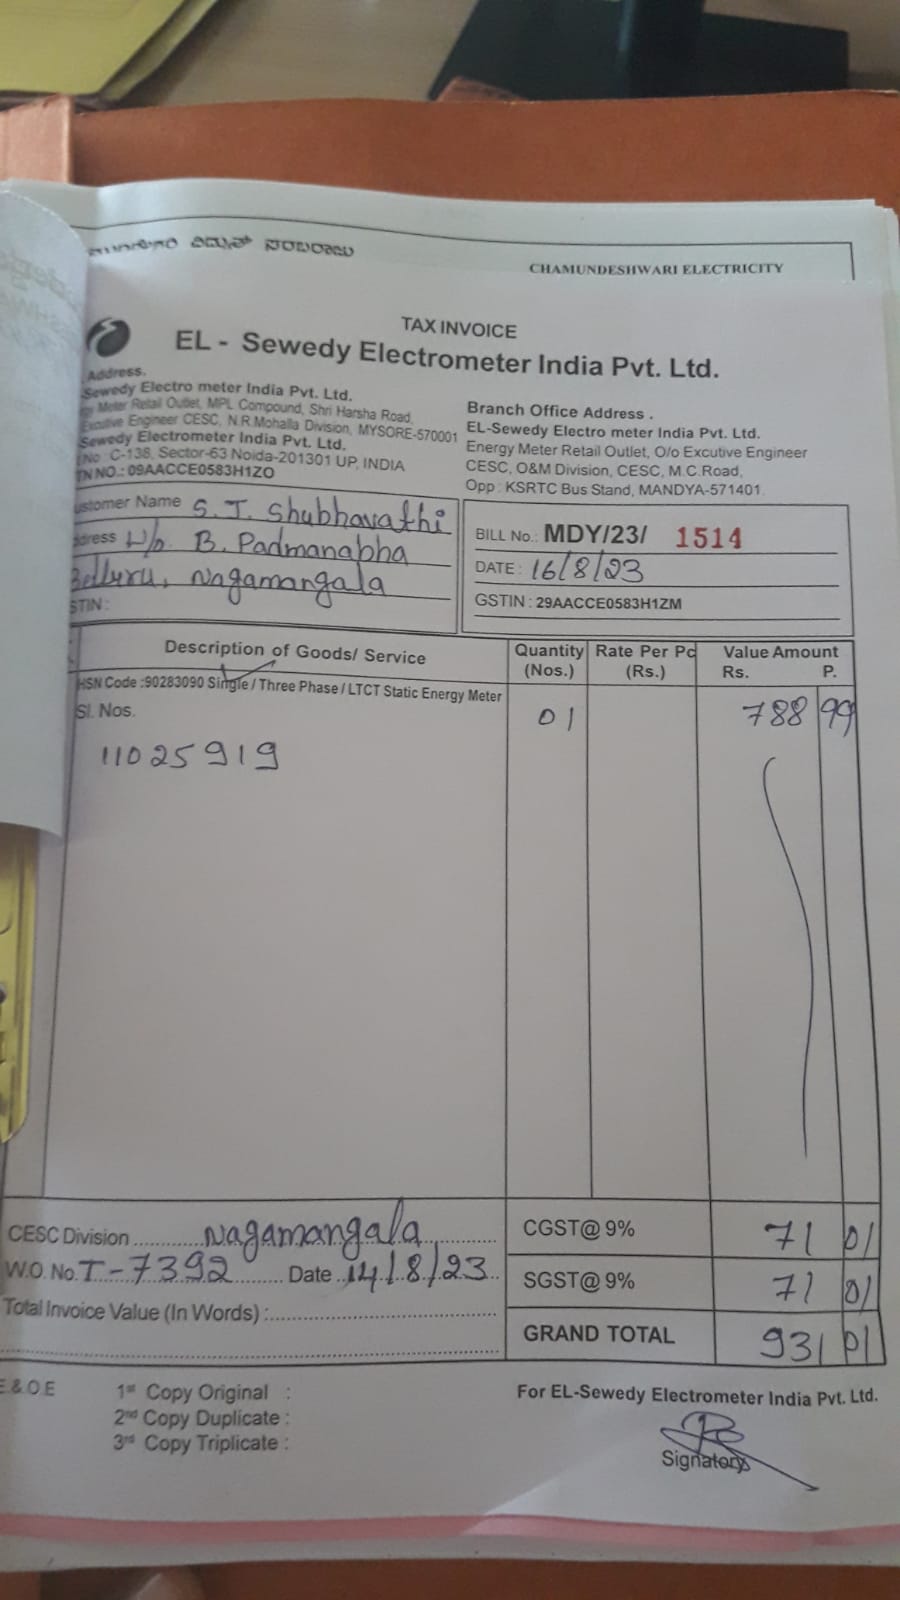 CHAMUNDESHWARI ELECTRICITY
TAX INVOICE
EL - Sewedy Electrometer India Pvt. Ltd.
Address.
Sewedy Electro meter India Pvt. Ltd.
Meter Retail Outlet, MPL Compound, Shri Harsha Road,
Engineer CESC, N.R.Mohalla Division, MYSORE-570001
Sewedy Electrometer India Pvt. Ltd.
No : C-138, Sector-63 Noida-201301 UP, INDIA
TN NO.: 09AACCE0583H1ZO
Branch Office Address .
EL-Sewedy Electro meter India Pvt. Ltd.
Energy Meter Retail Outlet, O/o Excutive Engineer
CESC, O&M Division, CESC, M.C.Road,
Opp : KSRTC Bus Stand, MANDYA-571401.
ustomer Name S.J. Shubhavathi
dress W/o B. Padmanabha
Belluru, Nagamangala
STIN :
BILL No.: MDY/23/ 1514
DATE : 16/8/23
GSTIN : 29AACCE0583H1ZM
Description of Goods/ Service Quantity (Nos.) Rate Per Pc (Rs.) Value Amount Rs. P.
HSN Code :90283090 Single / Three Phase / LTCT Static Energy Meter
Sl. Nos. 01 788 99
11025919
CESC Division Nagamangala CGST@ 9% 71 01
W.O. No. T-7392 Date 14/8/23 SGST@ 9% 71 01
Total Invoice Value (In Words) : GRAND TOTAL 931 01
E.& O.E 1st Copy Original : For EL-Sewedy Electrometer India Pvt. Ltd.
2nd Copy Duplicate :
3rd Copy Triplicate : Signatory